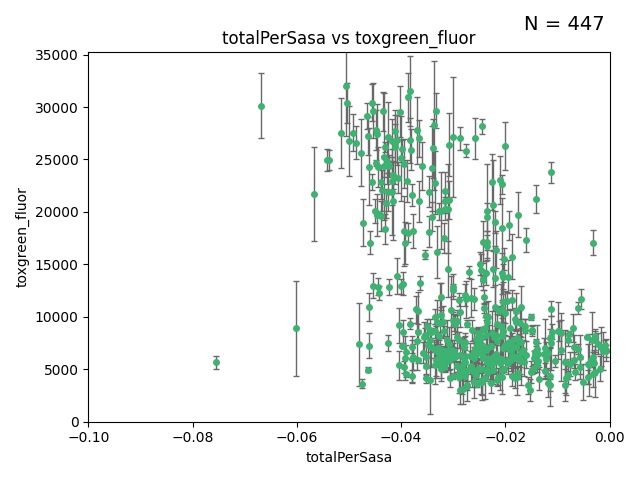 N = 447
totalPerSasa vs toxgreen_fluor
35000
30000
25000
20000
15000
10000
5000
0
toxgreen_fluor
−0.10 −0.08 −0.06 −0.04 −0.02 0.00
totalPerSasa